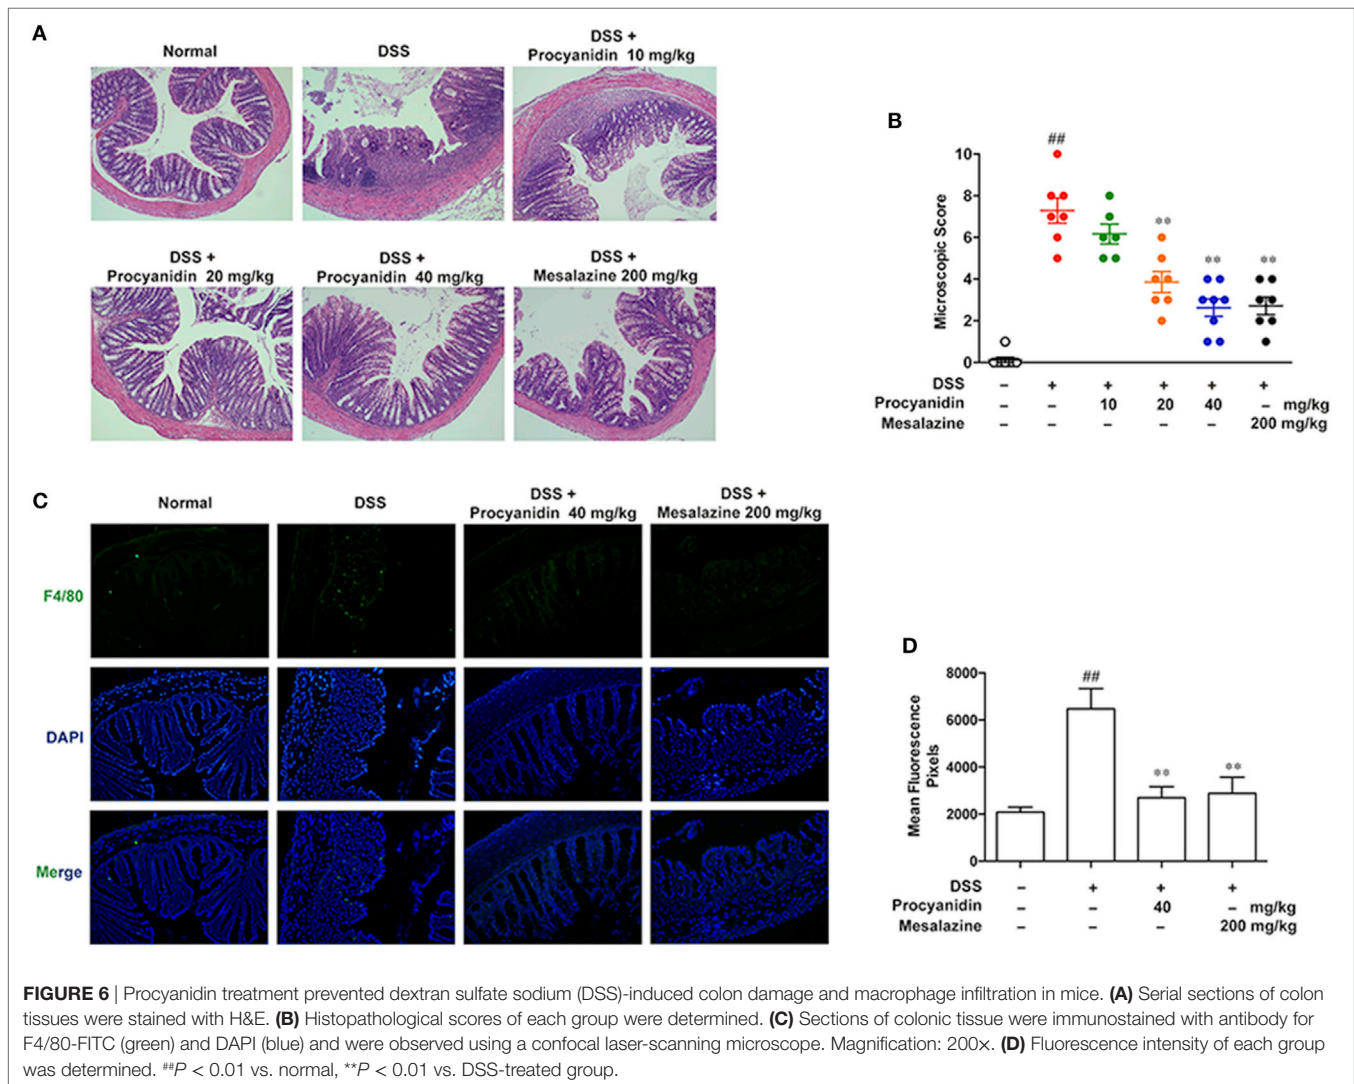 A
Normal
DSS
DSS +
Procyanidin 10 mg/kg
DSS +
Procyanidin 20 mg/kg
DSS +
Procyanidin 40 mg/kg
DSS +
Mesalazine 200 mg/kg
B
Microscopic Score
10
8
6
4
2
0
##
**
**
**
DSS – + + + + +
Procyanidin – – 10 20 40 – mg/kg
Mesalazine – – – – – 200 mg/kg
C
Normal
DSS
DSS +
Procyanidin 40 mg/kg
DSS +
Mesalazine 200 mg/kg
F4/80
DAPI
Merge
D
Mean Fluorescence
Pixels
8000
6000
4000
2000
0
##
**
**
DSS – + + +
Procyanidin – – 40 – mg/kg
Mesalazine – – – 200 mg/kg
FIGURE 6 | Procyanidin treatment prevented dextran sulfate sodium (DSS)-induced colon damage and macrophage infiltration in mice. (A) Serial sections of colon
tissues were stained with H&E. (B) Histopathological scores of each group were determined. (C) Sections of colonic tissue were immunostained with antibody for
F4/80-FITC (green) and DAPI (blue) and were observed using a confocal laser-scanning microscope. Magnification: 200×. (D) Fluorescence intensity of each group
was determined. ##P < 0.01 vs. normal, **P < 0.01 vs. DSS-treated group.